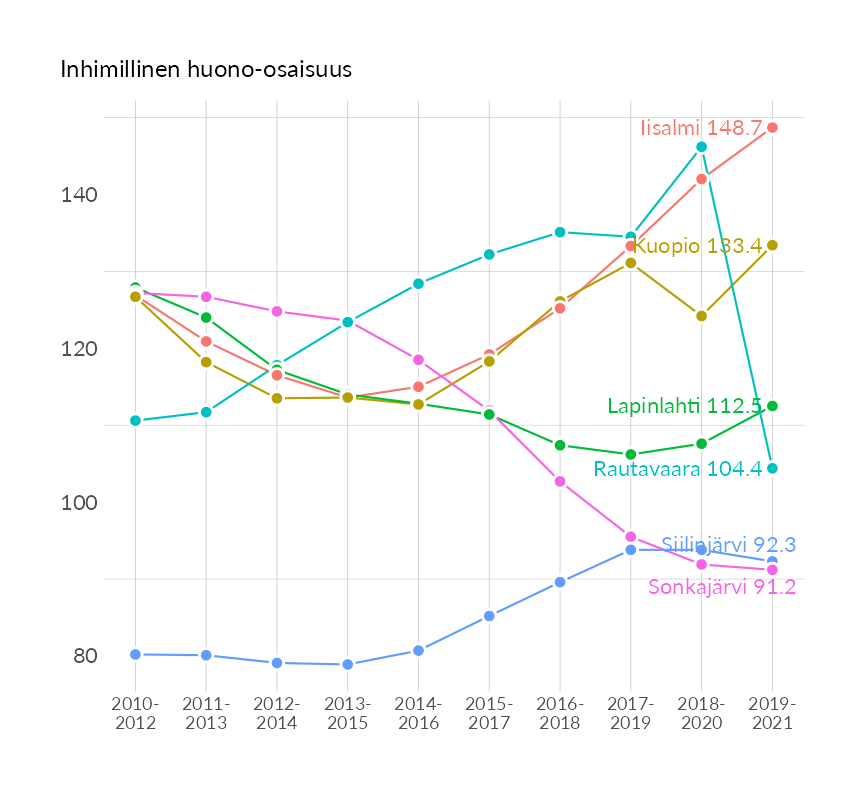 Inhimillinen huono-osaisuus
Iisalmi 148.7
140
Kuopio 133.4
120
Lapinlahti 112.5
Rautavaara 104.4
100
Siilinjärvi 92.3
Sonkajärvi 91.2
80
2010- 2011- 2012- 2013- 2014- 2015- 2016- 2017- 2018- 2019-
2012 2013 2014 2015 2016 2017 2018 2019 2020 2021